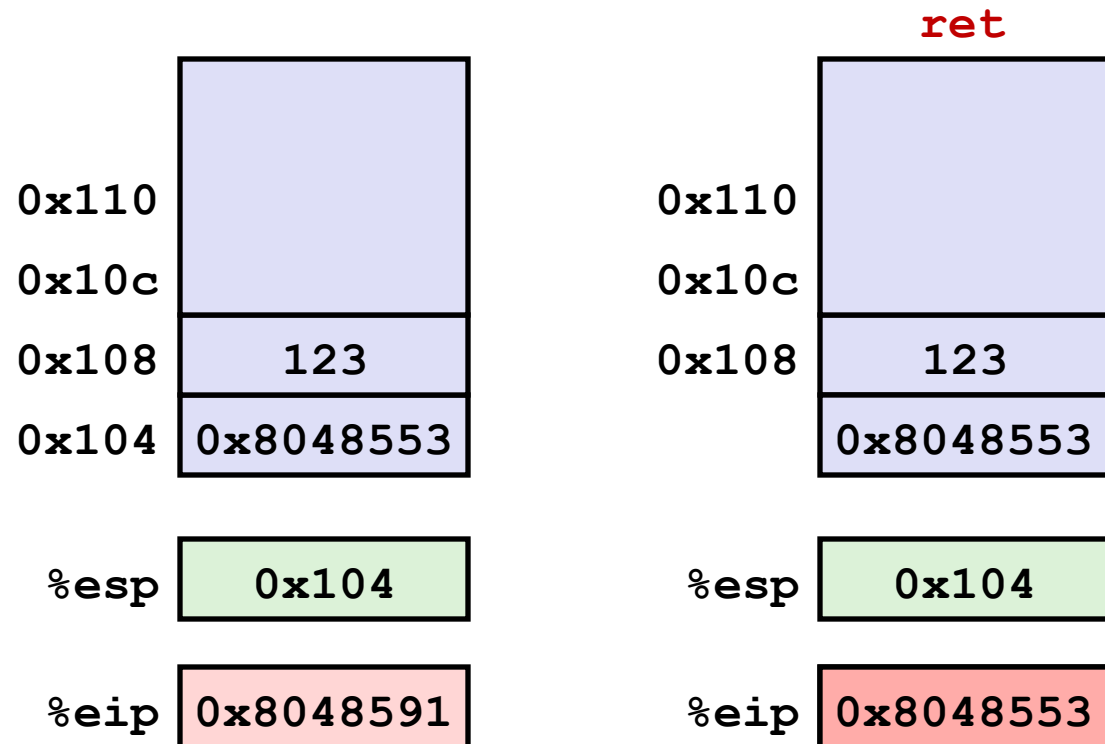 ret
0x110 0x110
0x10c 0x10c
0x108 123 0x108 123
0x104 0x8048553 0x8048553
%esp 0x104 %esp 0x104
%eip 0x8048591 %eip 0x8048553